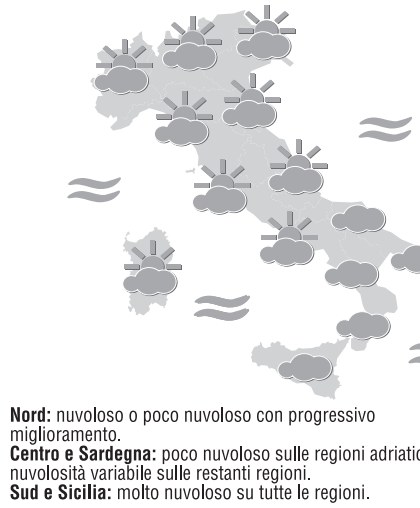 Nord: nuvoloso o poco nuvoloso con progressivo
miglioramento.
Centro e Sardegna: poco nuvoloso sulle regioni
nuvolosità variabile sulle restanti regioni.
Sud e Sicilia: molto nuvoloso su tutte le regioni.